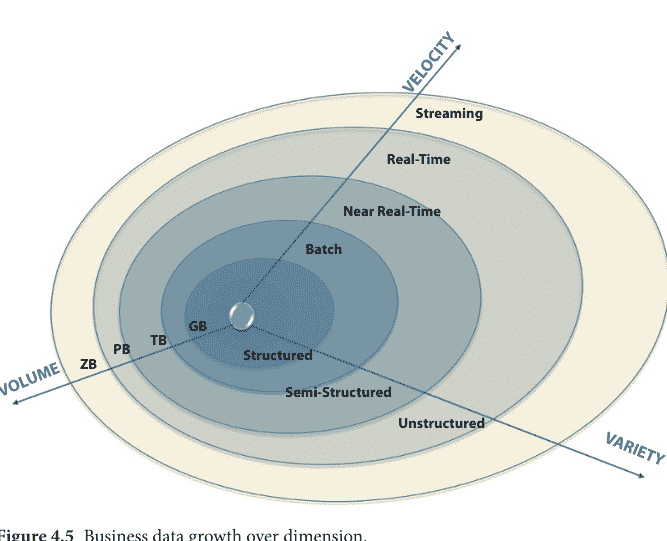 VELOCITY
Streaming
Real-Time
Near Real-Time
Batch
GB
TB
PB
ZB
VOLUME
Structured
Semi-Structured
Unstructured
VARIETY
Figure 4.5 Business data growth over dimension.